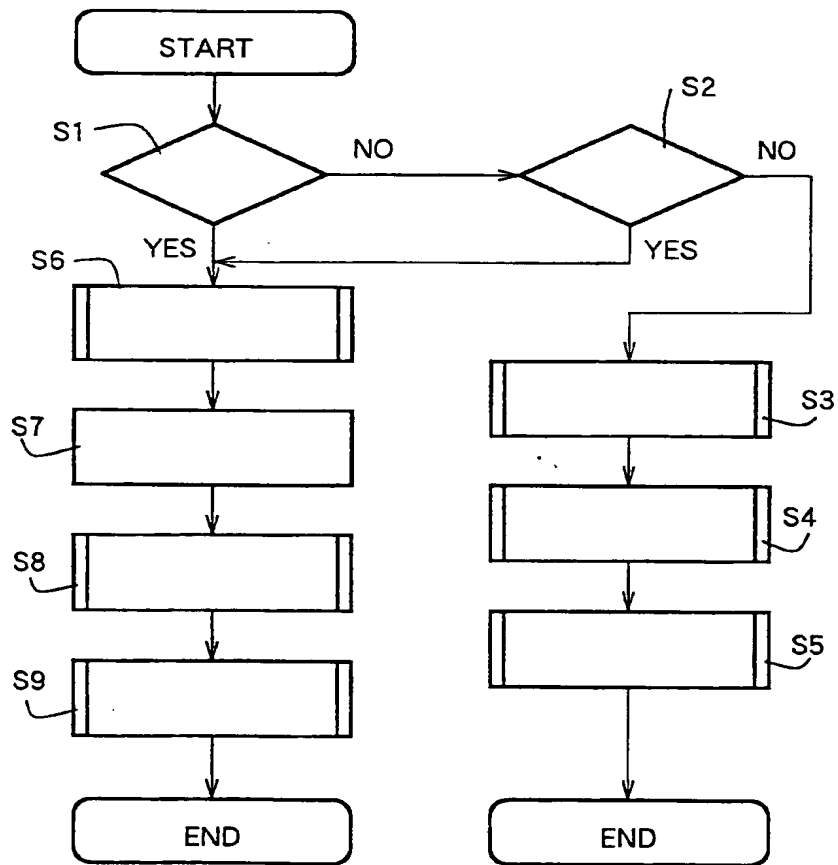 START
S1
NO
S2
NO
YES
YES
S6
S3
S7
S4
S8
S5
S9
END
END